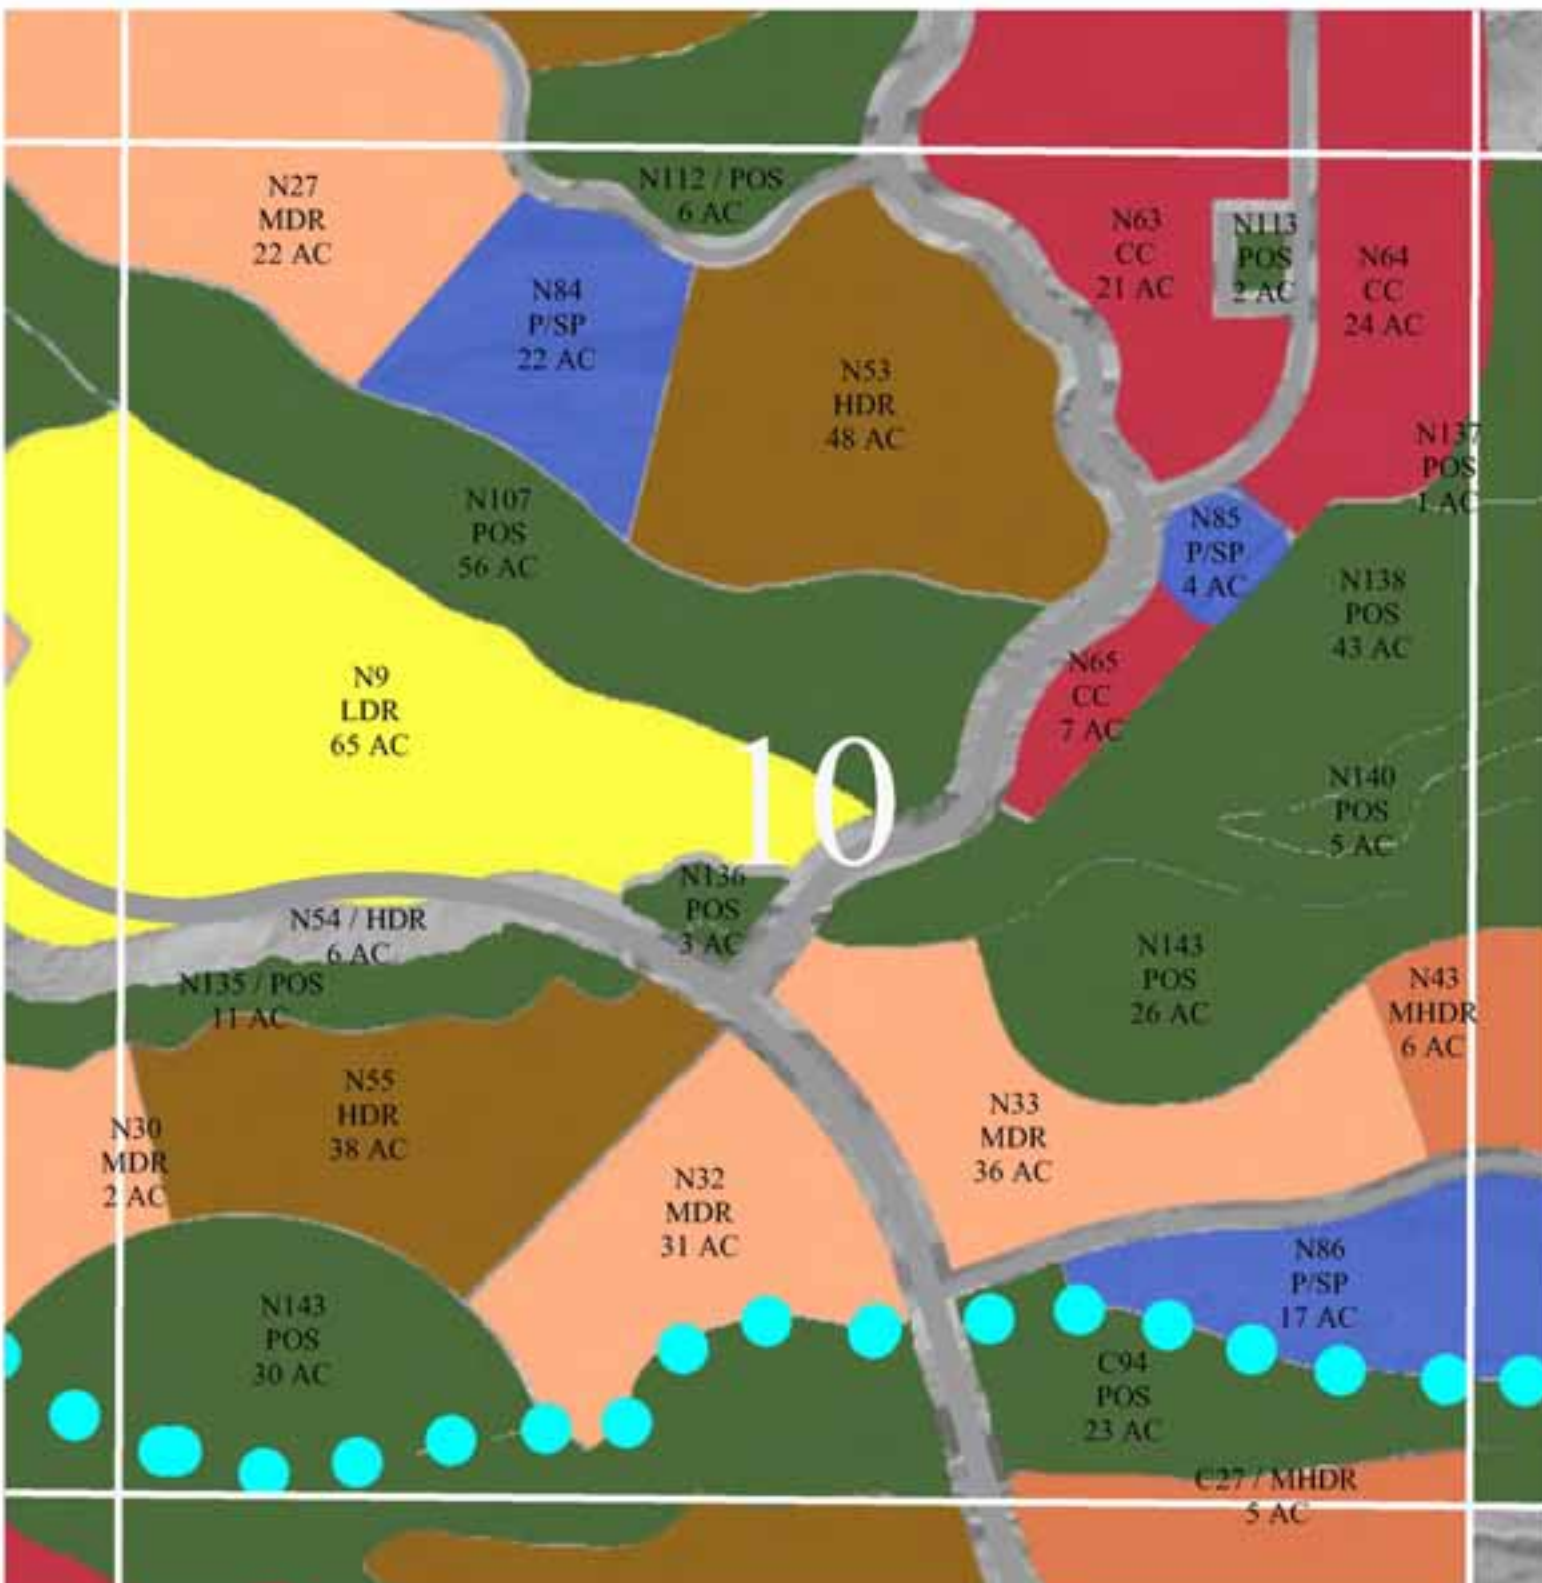 N112 / POS
6 AC
N27
MDR
22 AC
N63
CC
21 AC
N113
POS
2 AC
N64
CC
24 AC
N84
P/SP
22 AC
N53
HDR
48 AC
N137
POS
1 AC
N107
POS
56 AC
N85
P/SP
4 AC
N138
POS
43 AC
N9
LDR
65 AC
N65
CC
7 AC
10
N140
POS
5 AC
N136
POS
3 AC
N54 / HDR
6 AC
N143
POS
26 AC
N43
MHDR
6 AC
N135 / POS
11 AC
N55
HDR
38 AC
N30
MDR
2 AC
N33
MDR
36 AC
N32
MDR
31 AC
N86
P/SP
17 AC
N143
POS
30 AC
C94
POS
23 AC
C27 / MHDR
5 AC